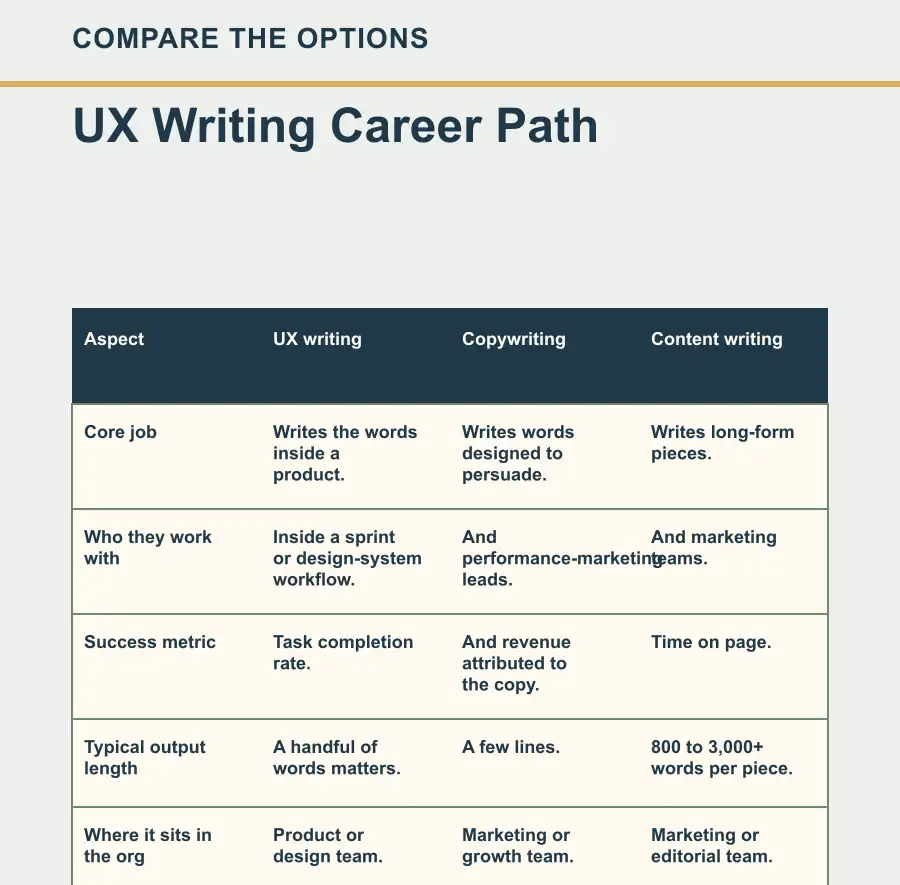 COMPARE THE OPTIONS
UX Writing Career Path
Aspect UX writing Copywriting Content writing
Core job
Writes the words
inside a
product.
Writes words
designed to
persuade.
Writes long-form
pieces.
Who they work
with
Inside a sprint
or design-system
workflow.
And
performance-marketing
leads.
And marketing
teams.
Success metric
Task completion
rate.
And revenue
attributed to
the copy.
Time on page.
Typical output
length
A handful of
words matters.
A few lines.
800 to 3,000+
words per piece.
Where it sits in
the org
Product or
design team.
Marketing or
growth team.
Marketing or
editorial team.